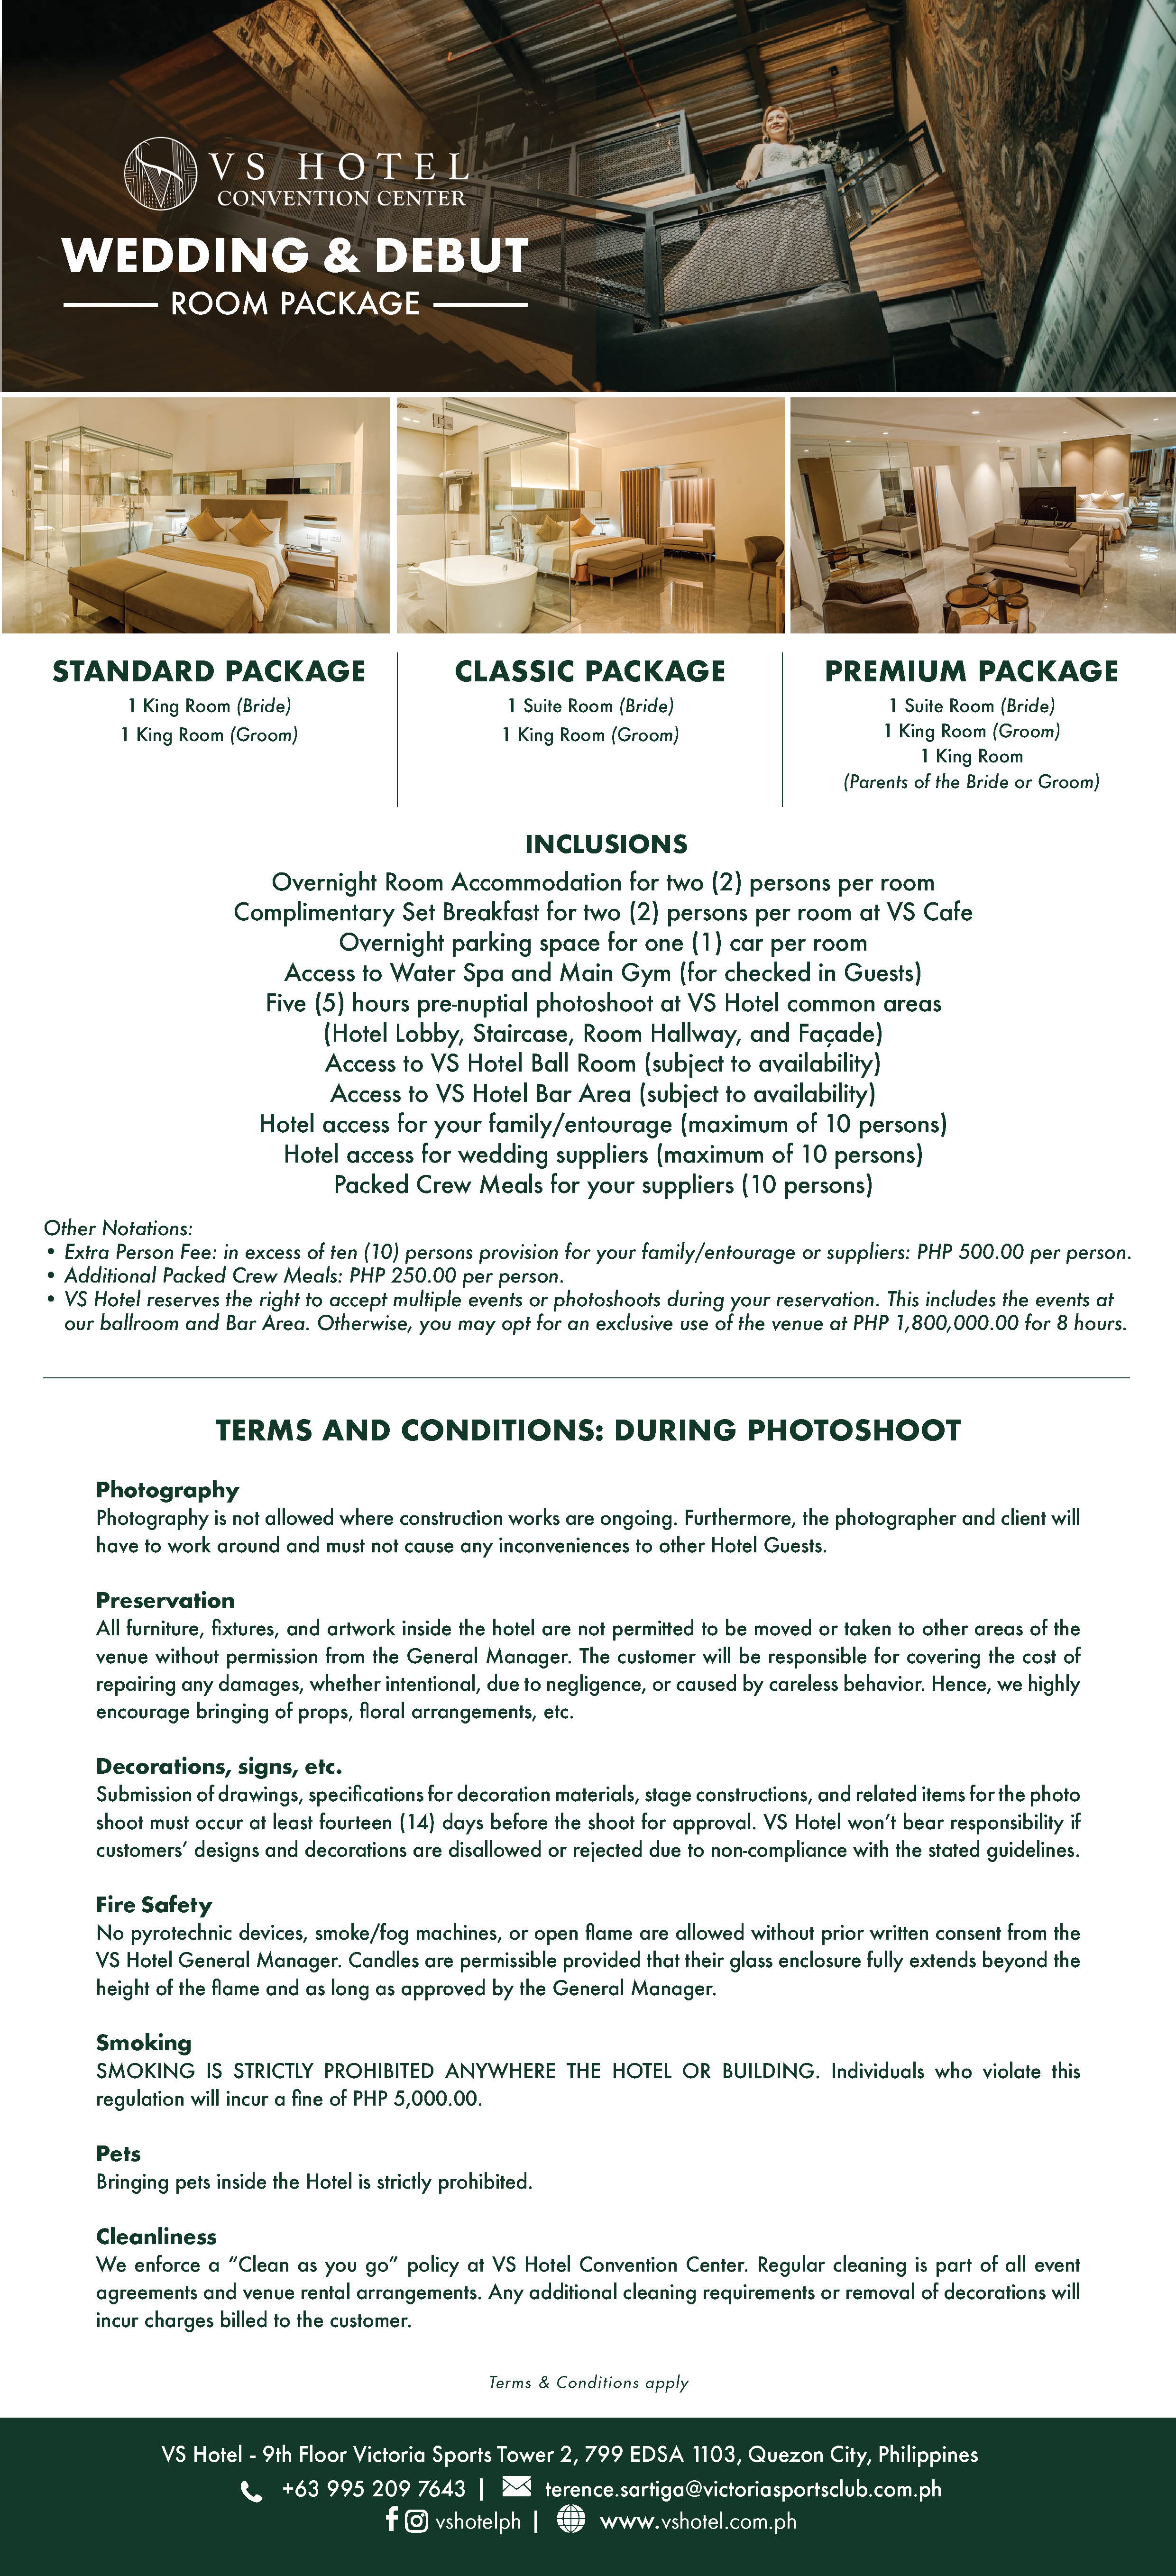 VS HOTEL
CONVENTION CENTER
WEDDING & DEBUT
ROOM PACKAGE
STANDARD PACKAGE
1 King Room (Bride)
1 King Room (Groom)
CLASSIC PACKAGE
1 Suite Room (Bride)
1 King Room (Groom)
PREMIUM PACKAGE
1 Suite Room (Bride)
1 King Room (Groom)
1 King Room
(Parents of the Bride or Groom)
INCLUSIONS
Overnight Room Accommodation for two (2) persons per room
Complimentary Set Breakfast for two (2) persons per room at VS Cafe
Overnight parking space for one (1) car per room
Access to Water Spa and Main Gym (for checked in Guests)
Five (5) hours pre-nuptial photoshoot at VS Hotel common areas
(Hotel Lobby, Staircase, Room Hallway, and Façade)
Access to VS Hotel Ball Room (subject to availability)
Access to VS Hotel Bar Area (subject to availability)
Hotel access for your family/entourage (maximum of 10 persons)
Hotel access for wedding suppliers (maximum of 10 persons)
Packed Crew Meals for your suppliers (10 persons)
Other Notations:
• Extra Person Fee: in excess of ten (10) persons provision for your family/entourage or suppliers: PHP 500.00 per person.
• Additional Packed Crew Meals: PHP 250.00 per person.
• VS Hotel reserves the right to accept multiple events or photoshoots during your reservation. This includes the events at
our ballroom and Bar Area. Otherwise, you may opt for an exclusive use of the venue at PHP 1,800,000.00 for 8 hours.
TERMS AND CONDITIONS: DURING PHOTOSHOOT
Photography
Photography is not allowed where construction works are ongoing. Furthermore, the photographer and client will
have to work around and must not cause any inconveniences to other Hotel Guests.
Preservation
All furniture, fixtures, and artwork inside the hotel are not permitted to be moved or taken to other areas of the
venue without permission from the General Manager. The customer will be responsible for covering the cost of
repairing any damages, whether intentional, due to negligence, or caused by careless behavior. Hence, we highly
encourage bringing of props, floral arrangements, etc.
Decorations, signs, etc.
Submission of drawings, specifications for decoration materials, stage constructions, and related items for the photo
shoot must occur at least fourteen (14) days before the shoot for approval. VS Hotel won't bear responsibility if
customers' designs and decorations are disallowed or rejected due to non-compliance with the stated guidelines.
Fire Safety
No pyrotechnic devices, smoke/fog machines, or open flame are allowed without prior written consent from the
VS Hotel General Manager. Candles are permissible provided that their glass enclosure fully extends beyond the
height of the flame and as long as approved by the General Manager.
Smoking
SMOKING IS STRICTLY PROHIBITED ANYWHERE THE HOTEL OR BUILDING. Individuals who violate this
regulation will incur a fine of PHP 5,000.00.
Pets
Bringing pets inside the Hotel is strictly prohibited.
Cleanliness
We enforce a "Clean as you go" policy at VS Hotel Convention Center. Regular cleaning is part of all event
agreements and venue rental arrangements. Any additional cleaning requirements or removal of decorations will
incur charges billed to the customer.
Terms & Conditions apply
VS Hotel - 9th Floor Victoria Sports Tower 2, 799 EDSA 1103, Quezon City, Philippines
+63 995 209 7643 | terence.sartiga@victoriasportsclub.com.ph
vshotelph | www.vshotel.com.ph